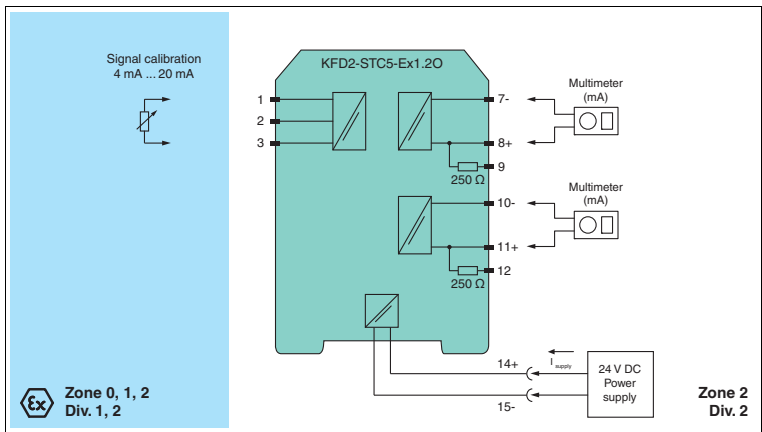 Signal calibration
4 mA ... 20 mA
KFD2-STC5-Ex1.2O
1
2
3
7-
8+
9
250 Ω
10-
11+
12
250 Ω
Multimeter
(mA)
Multimeter
(mA)
14+
15-
I supply
24 V DC
Power
supply
εx
Zone 0, 1, 2
Div. 1, 2
Zone 2
Div. 2